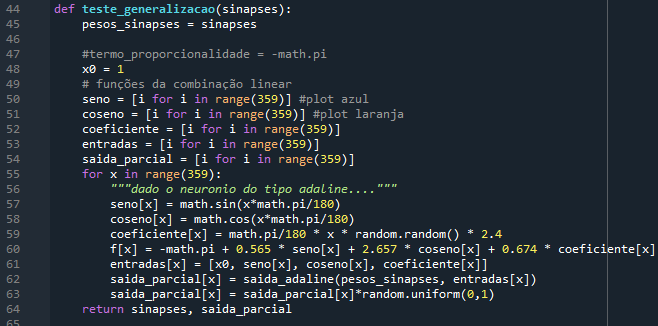 44 def teste_generalizacao(sinapses):
45     pesos_sinapses = sinapses
46
47     #termo_proporcionalidade = -math.pi
48     x0 = 1
49     # funções da combinação linear
50     seno = [i for i in range(359)] #plot azul
51     coseno = [i for i in range(359)] #plot laranja
52     coeficiente = [i for i in range(359)]
53     entradas = [i for i in range(359)]
54     saida_parcial = [i for i in range(359)]
55     for x in range(359):
56         """dado o neuronio do tipo adaline...."""
57         seno[x] = math.sin(x*math.pi/180)
58         coseno[x] = math.cos(x*math.pi/180)
59         coeficiente[x] = math.pi/180 * x * random.random() * 2.4
60         f[x] = -math.pi + 0.565 * seno[x] + 2.657 * coseno[x] + 0.674 * coeficiente[x]
61         entradas[x] = [x0, seno[x], coseno[x], coeficiente[x]]
62         saida_parcial[x] = saida_adaline(pesos_sinapses, entradas[x])
63         saida_parcial[x] = saida_parcial[x]*random.uniform(0,1)
64     return sinapses, saida_parcial
65